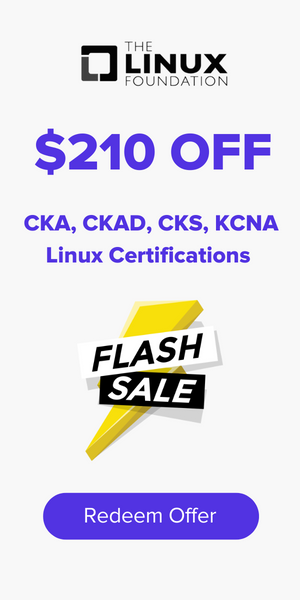 THE
LINUX
FOUNDATION
$210 OFF
CKA, CKAD, CKS, KCNA
Linux Certifications
FLASH
SALE
Redeem Offer